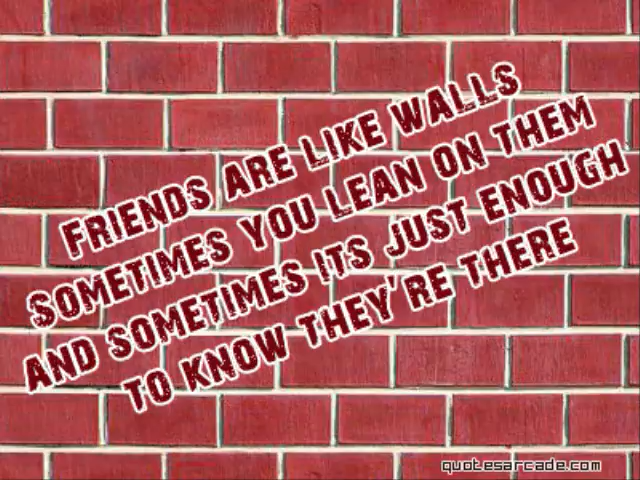 FRIENDS ARE LIKE WALLS
SOMETIMES YOU LEAN ON THEM
AND SOMETIMES ITS JUST ENOUGH
TO KNOW THEY'RE THERE
quotesarcade.com